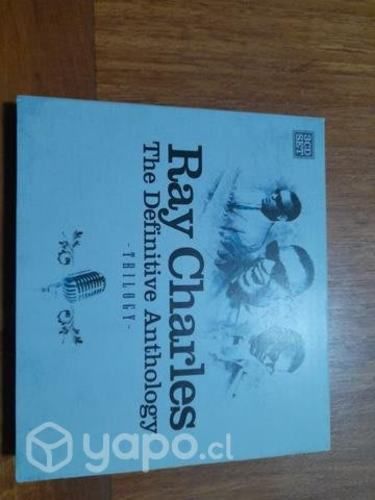 3CD
SET
Ray Charles
The Definitive Anthology
-TRILOGY-
yapo.cl